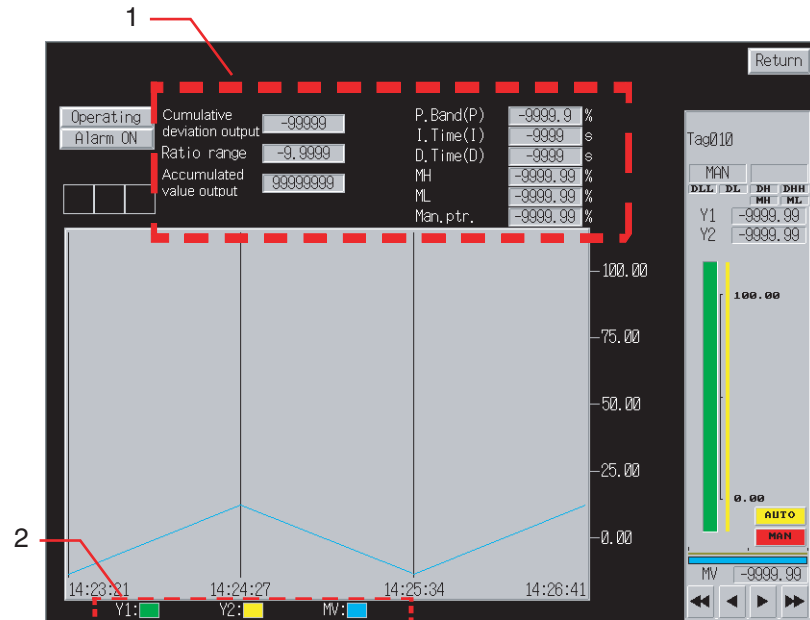 1
Return
Operating
Alarm ON
Cumulative
deviation output -99999
Ratio range -9.9999
Accumulated
value output 99999999
P.Band(P) -9999.9 %
I.Time(I) -9999 s
D.Time(D) -9999 s
MH -9999.99 %
ML -9999.99 %
Man.ptr. -9999.99 %
Tag010
MAN
DLL DL DH DHH
MH ML
Y1 -9999.99
Y2 -9999.99
100.00
75.00
50.00
25.00
0.00
100.00
0.00
AUTO
MAN
MV -9999.99
2
14:23:21 14:24:27 14:25:34 14:26:41
Y1: Y2: MV: